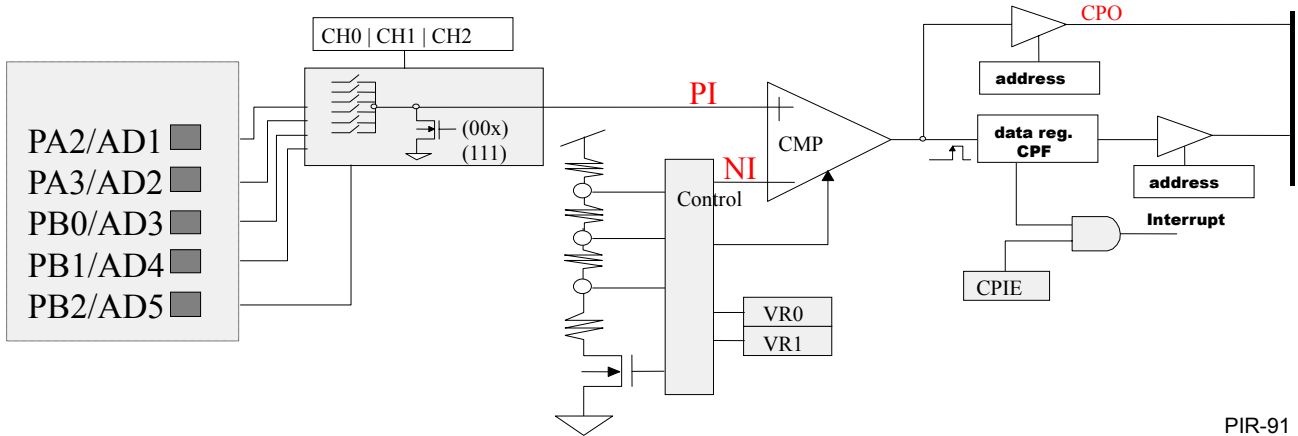 CH0 | CH1 | CH2
CPO
address
PI
(00x)
(111)
CMP
data reg.
CPF
address
NI
Control
Interrupt
CPIE
VR0
VR1
PA2/AD1
PA3/AD2
PB0/AD3
PB1/AD4
PB2/AD5
PIR-91